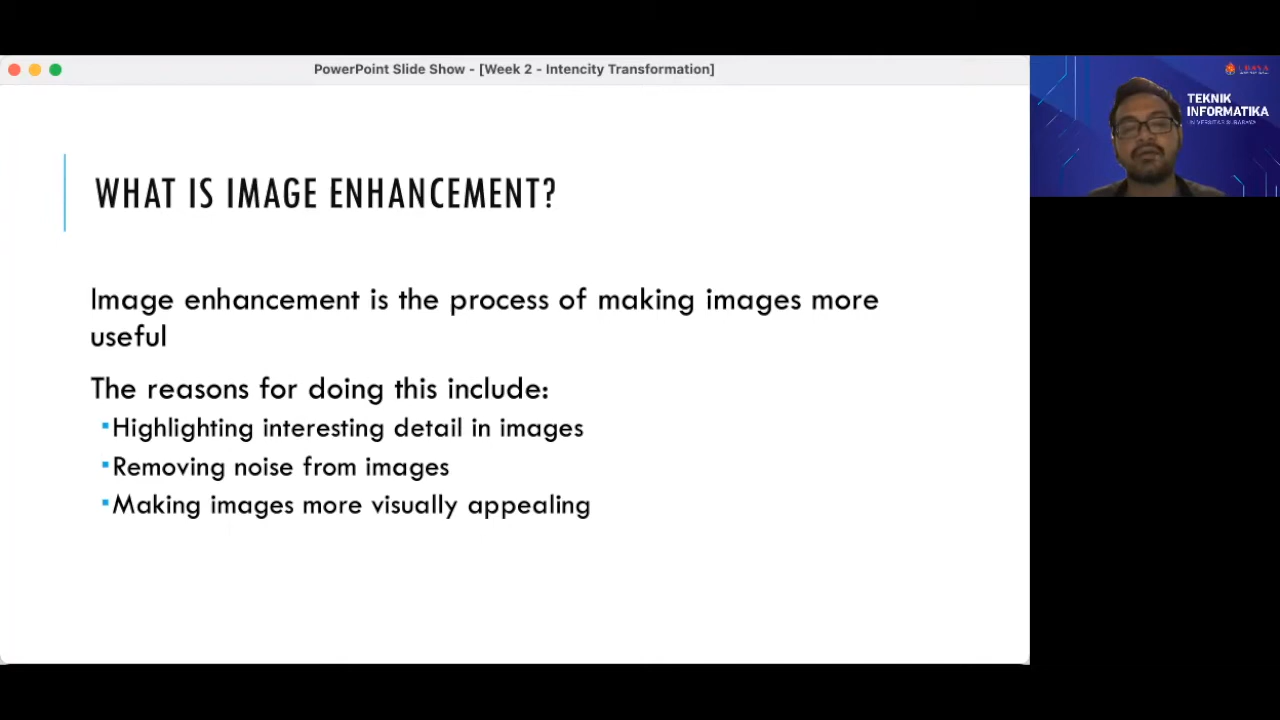 PowerPoint Slide Show - [Week 2 - Intencity Transformation]
TEKNIK
INFORMATIKA
WHAT IS IMAGE ENHANCEMENT?
Image enhancement is the process of making images more
useful
The reasons for doing this include:
▪Highlighting interesting detail in images
▪Removing noise from images
▪Making images more visually appealing